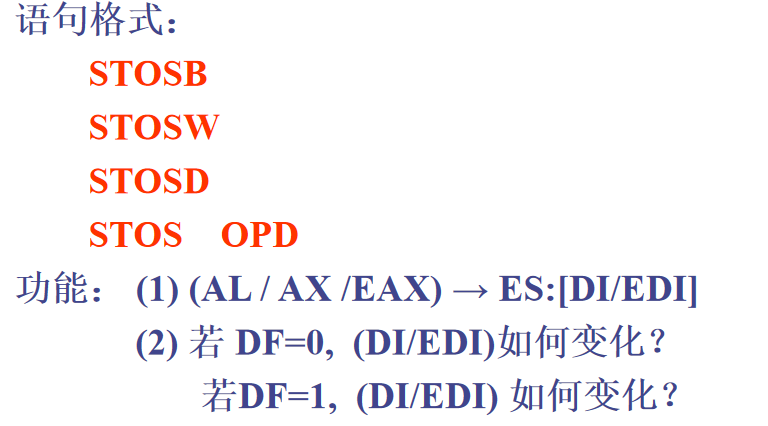 语句格式：
STOSB
STOSW
STOSD
STOS OPD
功能： (1) (AL / AX /EAX) → ES:[DI/EDI]
(2) 若 DF=0, (DI/EDI)如何变化？
若DF=1, (DI/EDI) 如何变化？